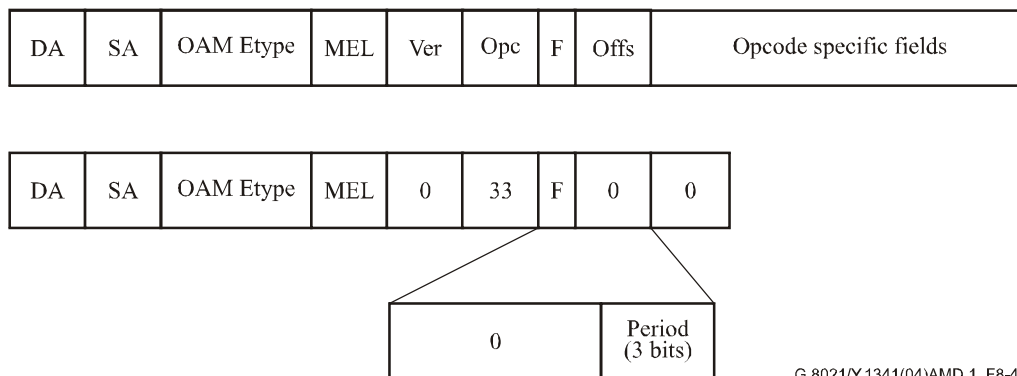 DA SA OAM Etype MEL Ver Opc F Offs Opcode specific fields
DA SA OAM Etype MEL 0 33 F 0 0
0 Period
(3 bits)
G.8021/Y.1341(04)AMD.1_F8-4